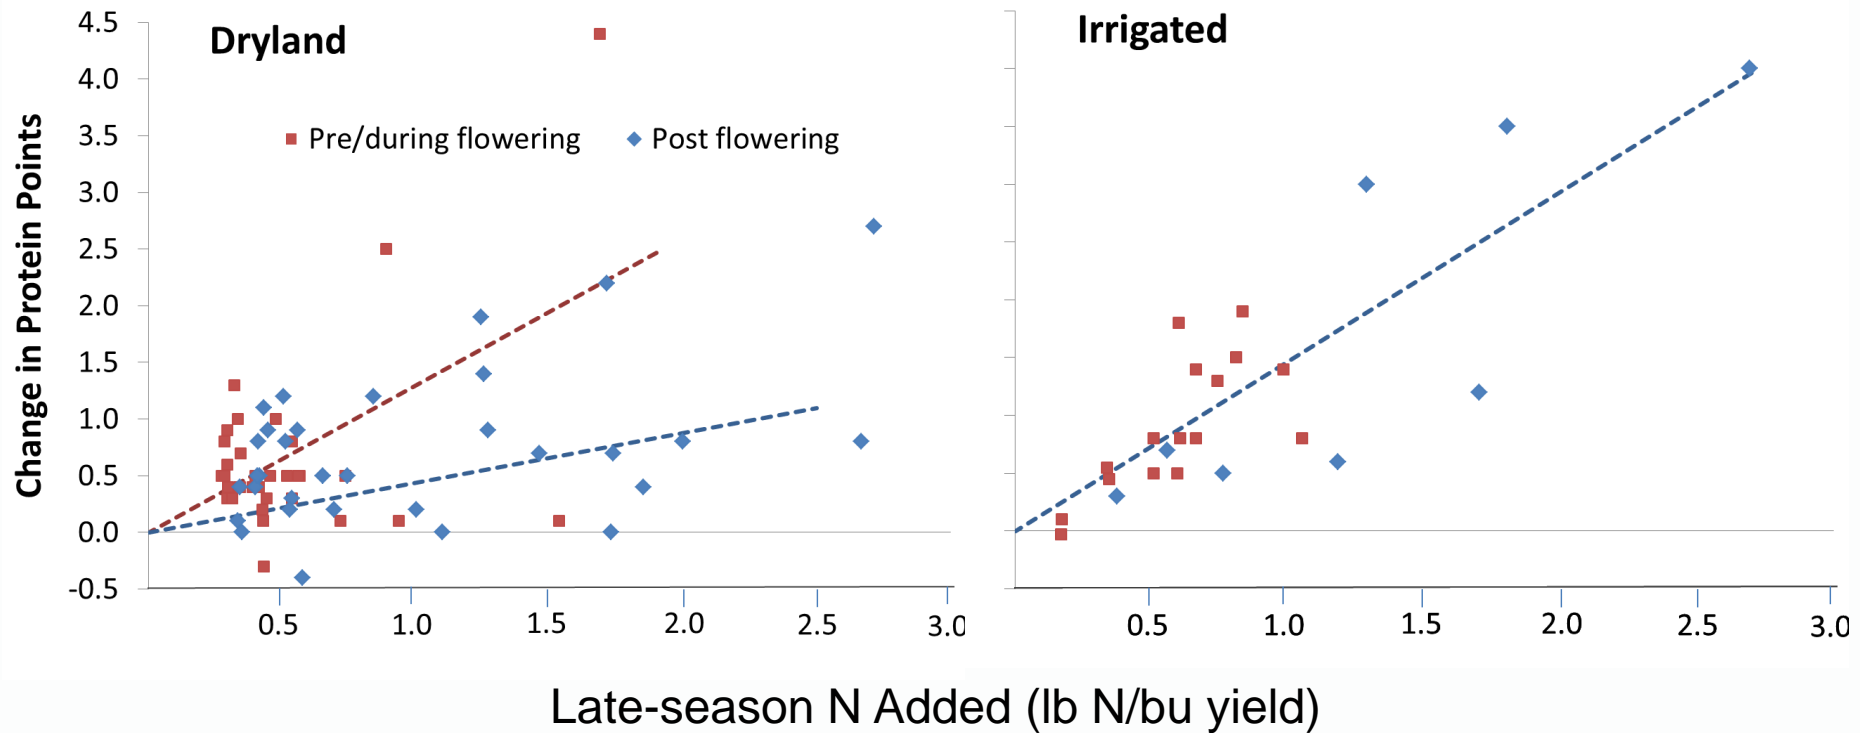 Dryland
Irrigated
Pre/during flowering
Post flowering
Change in Protein Points
4.5
4.0
3.5
3.0
2.5
2.0
1.5
1.0
0.5
0.0
-0.5
0.5 1.0 1.5 2.0 2.5 3.0
0.5 1.0 1.5 2.0 2.5 3.0
Late-season N Added (lb N/bu yield)